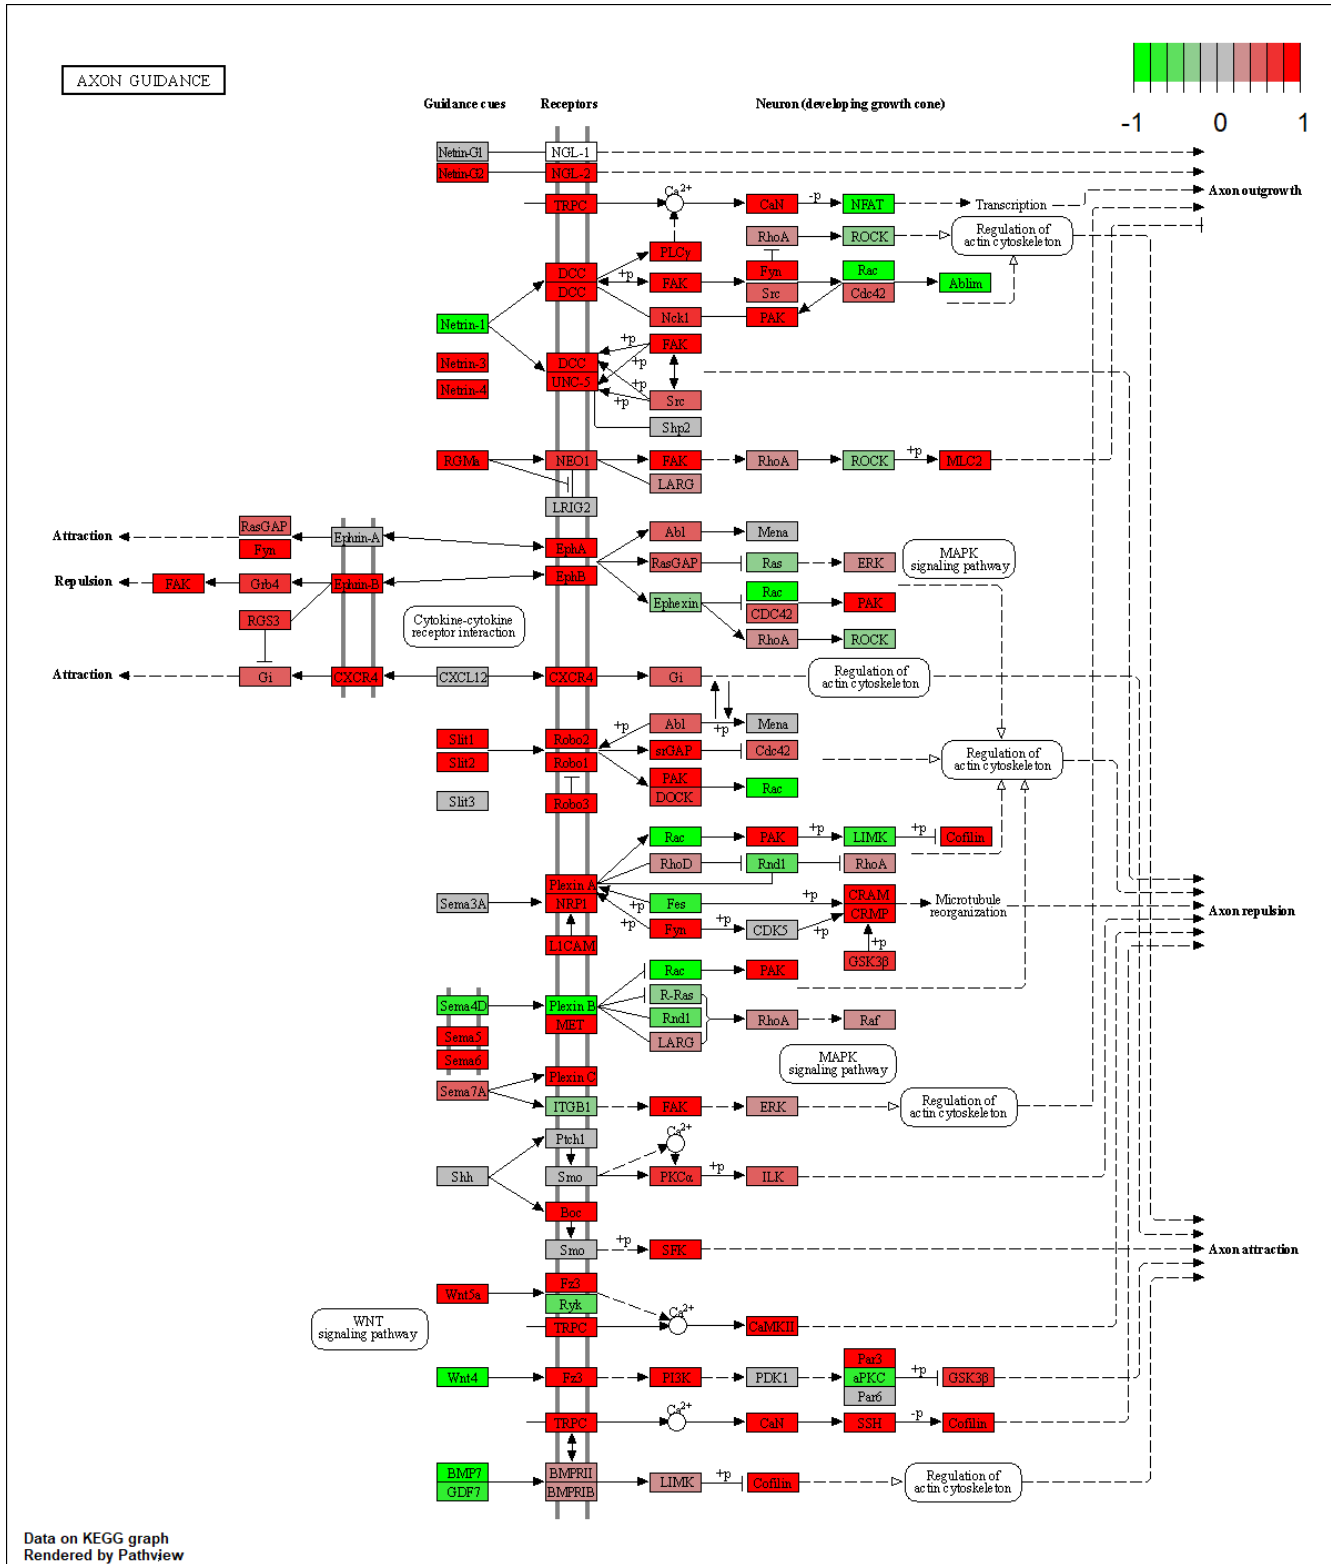 AXON GUIDANCE
-1 0 1
Guidance cues Receptors Neuron (developing growth cone)
Netrin-G1 NGL-1
Netrin-G2 NGL-2
Axon outgrowth
Ca2+
TRPC CaN -p NFAT Transcription
RhoA ROCK Regulation of
actin cytoskeleton
PLCγ
DCC +p FAK Fyn Rac Ablim
DCC Src Cdc42
Nck1 PAK
Netrin-1
+p FAK
Netrin-3 DCC +p
Netrin-4 UNC-5 +p
+p Src
Shp2
RGMa NEO1 FAK RhoA ROCK +p MLC2
LARG
LRIG2
RasGAP Abl Mena
Attraction Fyn Ephrin-A EphA
RasGAP Ras ERK MAPK
signaling pathway
Repulsion FAK Grb4 Ephrin-B EphB
Rac PAK
Ephexin CDC42
RGS3 Cytokine-cytokine
receptor interaction
RhoA ROCK
Attraction Gi CXCR4 CXCL12 CXCR4 Gi Regulation of
actin cytoskeleton
+p Abl +p Mena
Slit1 Robo2 srGAP Cdc42 Regulation of
actin cytoskeleton
Slit2 Robo1
PAK Rac
DOCK
Slit3 Robo3
Rac PAK +p LIMK +p Cofilin
RhoD Rnd1 RhoA
Plexin A
Sema3A NRP1 +p Fes +p CRAM Microtubule
reorganization
CRMP
Axon repulsion
+p Fyn +p CDK5 +p
L1CAM +p
GSK3β
Rac PAK
Sema4D Plexin B R-Ras
MET Rnd1 RhoA Raf
Sema5 LARG
Sema6 MAPK
signaling pathway
Sema7A Plexin C
ITGB1 FAK ERK Regulation of
actin cytoskeleton
Ptch1 Ca2+
Shh Smo PKCα +p ILK
Boc
Smo +p SFK Axon attraction
Wnt5a Fz3
Ryk
WNT
signaling pathway
Ca2+
TRPC CaMKII
Par3
Wnt4 Fz3 PI3K PDK1 aPKC +p GSK3β
Par6
Ca2+
TRPC CaN SSH -p Cofilin
BMP7 BMPRII LIMK +p Cofilin Regulation of
actin cytoskeleton
GDF7 BMPRIB
Data on KEGG graph
Rendered by Pathview